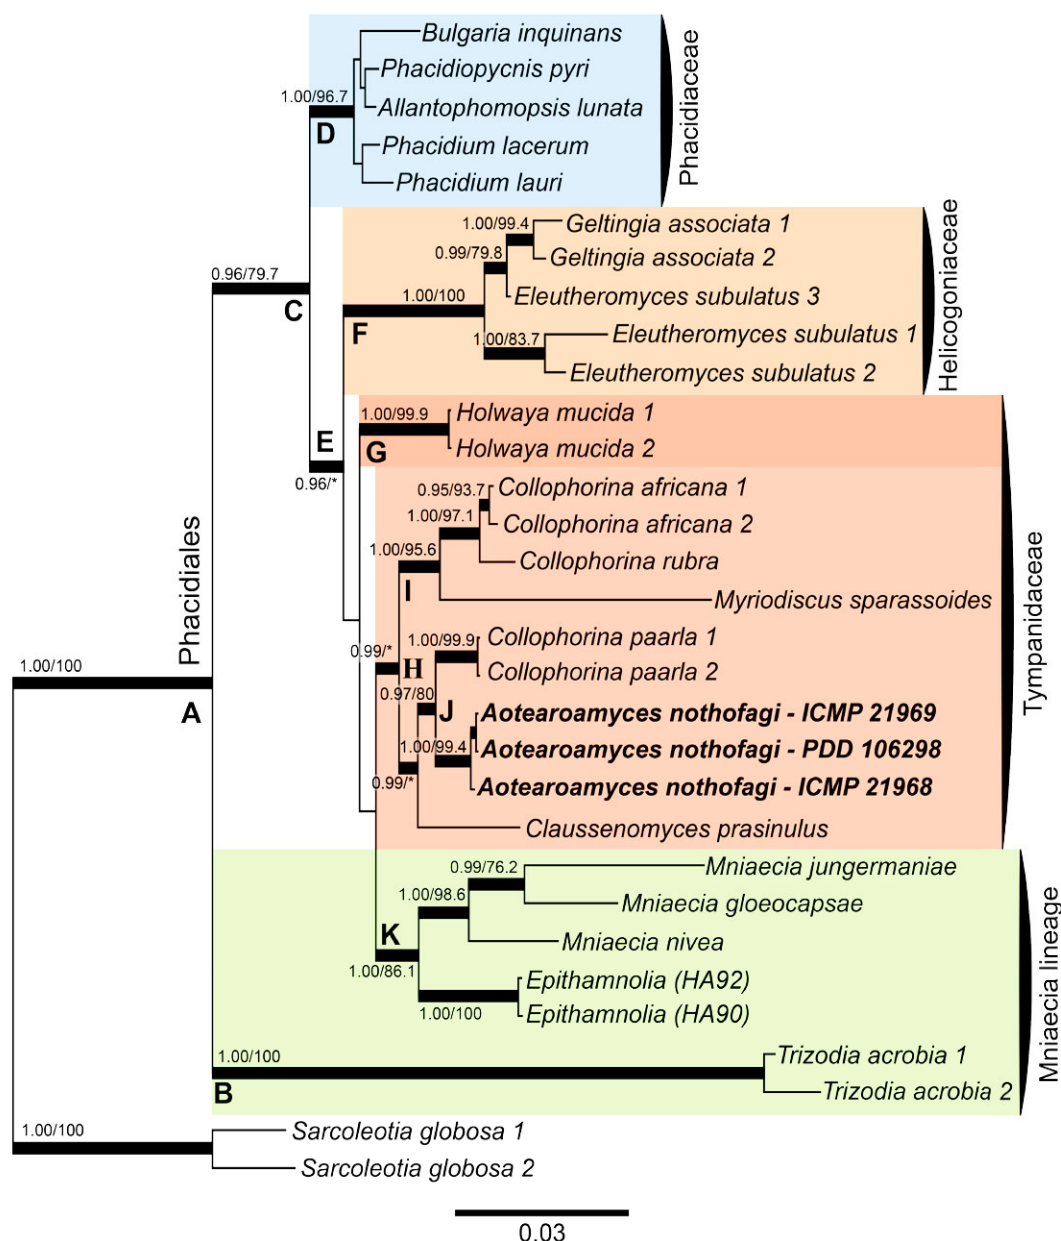 Bulgaria inquinans
Phacidiopycnis pyri
1.00/96.7
Allantophomopsis lunata
D
Phacidium lacerum
Phacidium lauri
Phacidiaceae
1.00/99.4
Geltingia associata 1
0.99/79.8
Geltingia associata 2
0.96/79.7
1.00/100
Eleutheromyces subulatus 3
C
F
1.00/83.7
Eleutheromyces subulatus 1
Eleutheromyces subulatus 2
Helicogoniaceae
1.00/99.9
Holwaya mucida 1
E
G
Holwaya mucida 2
0.96/*
0.95/93.7
Collophorina africana 1
1.00/97.1
Collophorina africana 2
1.00/95.6
Collophorina rubra
I
Myriodiscus sparassoides
Phacidiales
1.00/99.9
Collophorina paarla 1
0.99/*
H
Collophorina paarla 2
1.00/100
0.97/80
A
J
Aotearoamyces nothofagi - ICMP 21969
1.00/99.4
Aotearoamyces nothofagi - PDD 106298
0.99/*
Aotearoamyces nothofagi - ICMP 21968
Claussenomyces prasinulus
Tympanidaceae
0.99/76.2
Mniaecia jungermaniae
1.00/98.6
Mniaecia gloeocapsae
K
Mniaecia nivea
1.00/86.1
Epithamnolia (HA92)
1.00/100
Epithamnolia (HA90)
1.00/100
Trizodia acrobia 1
B
Trizodia acrobia 2
Mniaecia lineage
1.00/100
Sarcoleotia globosa 1
Sarcoleotia globosa 2
0.03